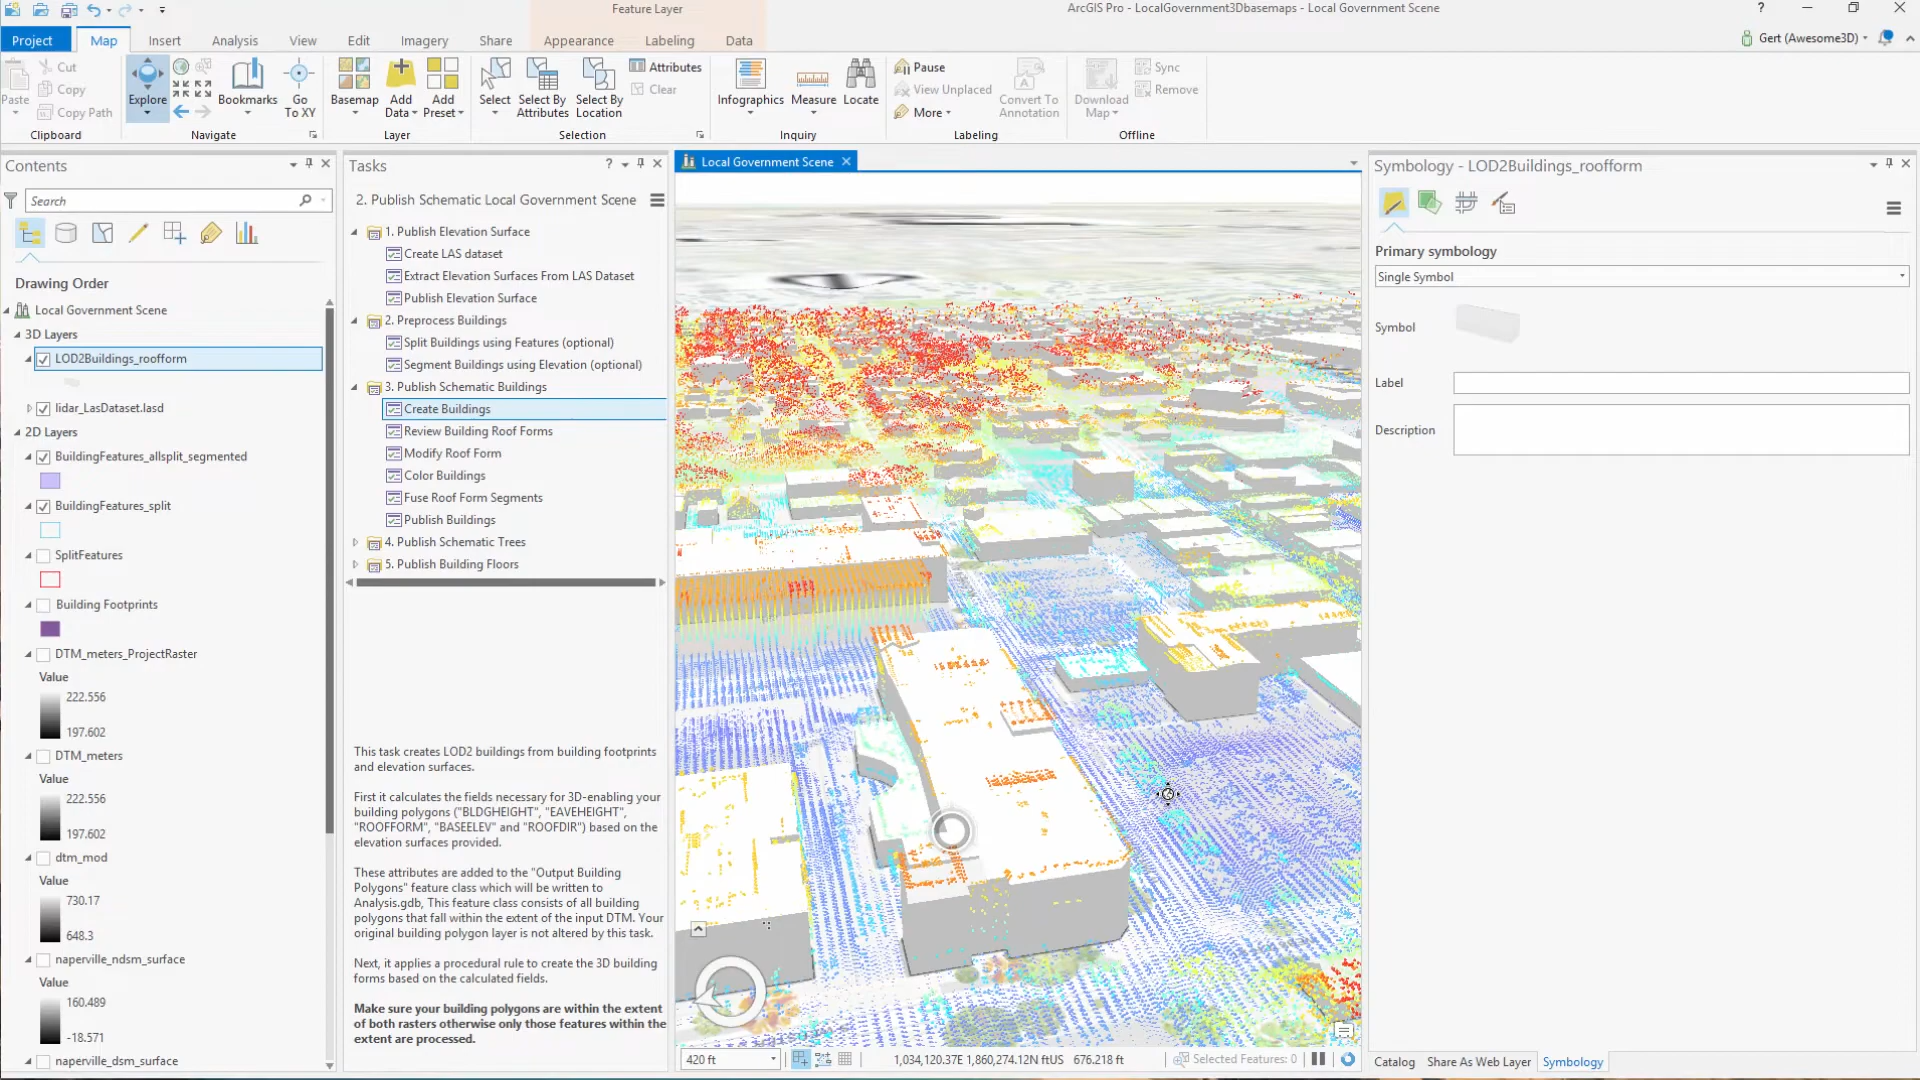 Feature Layer
ArcGIS Pro - LocalGovernment3Dbasemaps - Local Government Scene
?
Project
Map
Insert
Analysis
View
Edit
Imagery
Share
Appearance
Labeling
Data
Gert (Awesome3D)
Paste
Cut
Copy
Copy Path
Clipboard
Explore
Bookmarks
Go
To XY
Navigate
Basemap
Add
Data
Add
Preset
Layer
Select
Select By
Attributes
Select By
Location
Attributes
Clear
Selection
Infographics
Measure
Locate
Inquiry
Pause
View Unplaced
More
Convert To
Annotation
Labeling
Download
Map
Sync
Remove
Offline
Contents
Search
Drawing Order
Local Government Scene
3D Layers
LOD2Buildings_roofform
lidar_LasDataset.lasd
2D Layers
BuildingFeatures_allsplit_segmented
BuildingFeatures_split
SplitFeatures
Building Footprints
DTM_meters_ProjectRaster
Value
222.556
197.602
DTM_meters
Value
222.556
197.602
dtm_mod
Value
730.17
648.3
naperville_ndsm_surface
Value
160.489
-18.571
naperville_dsm_surface
Tasks
?
2. Publish Schematic Local Government Scene
1. Publish Elevation Surface
Create LAS dataset
Extract Elevation Surfaces From LAS Dataset
Publish Elevation Surface
2. Preprocess Buildings
Split Buildings using Features (optional)
Segment Buildings using Elevation (optional)
3. Publish Schematic Buildings
Create Buildings
Review Building Roof Forms
Modify Roof Form
Color Buildings
Fuse Roof Form Segments
Publish Buildings
4. Publish Schematic Trees
5. Publish Building Floors
This task creates LOD2 buildings from building footprints
and elevation surfaces.
First it calculates the fields necessary for 3D-enabling your
building polygons ("BLDGHEIGHT", "EAVEHEIGHT",
"ROOFFORM", "BASEELEV" and "ROOFDIR") based on the
elevation surfaces provided.
These attributes are added to the "Output Building
Polygons" feature class which will be written to
Analysis.gdb, This feature class consists of all building
polygons that fall within the extent of the input DTM. Your
original building polygon layer is not altered by this task.
Next, it applies a procedural rule to create the 3D building
forms based on the calculated fields.
Make sure your building polygons are within the extent
of both rasters otherwise only those features within the
extent are processed.
Local Government Scene
420 ft
1,034,120.37E 1,860,274.12N ftUS 676.218 ft
Selected Features: 0
Symbology - LOD2Buildings_roofform
Primary symbology
Single Symbol
Symbol
Label
Description
Catalog
Share As Web Layer
Symbology